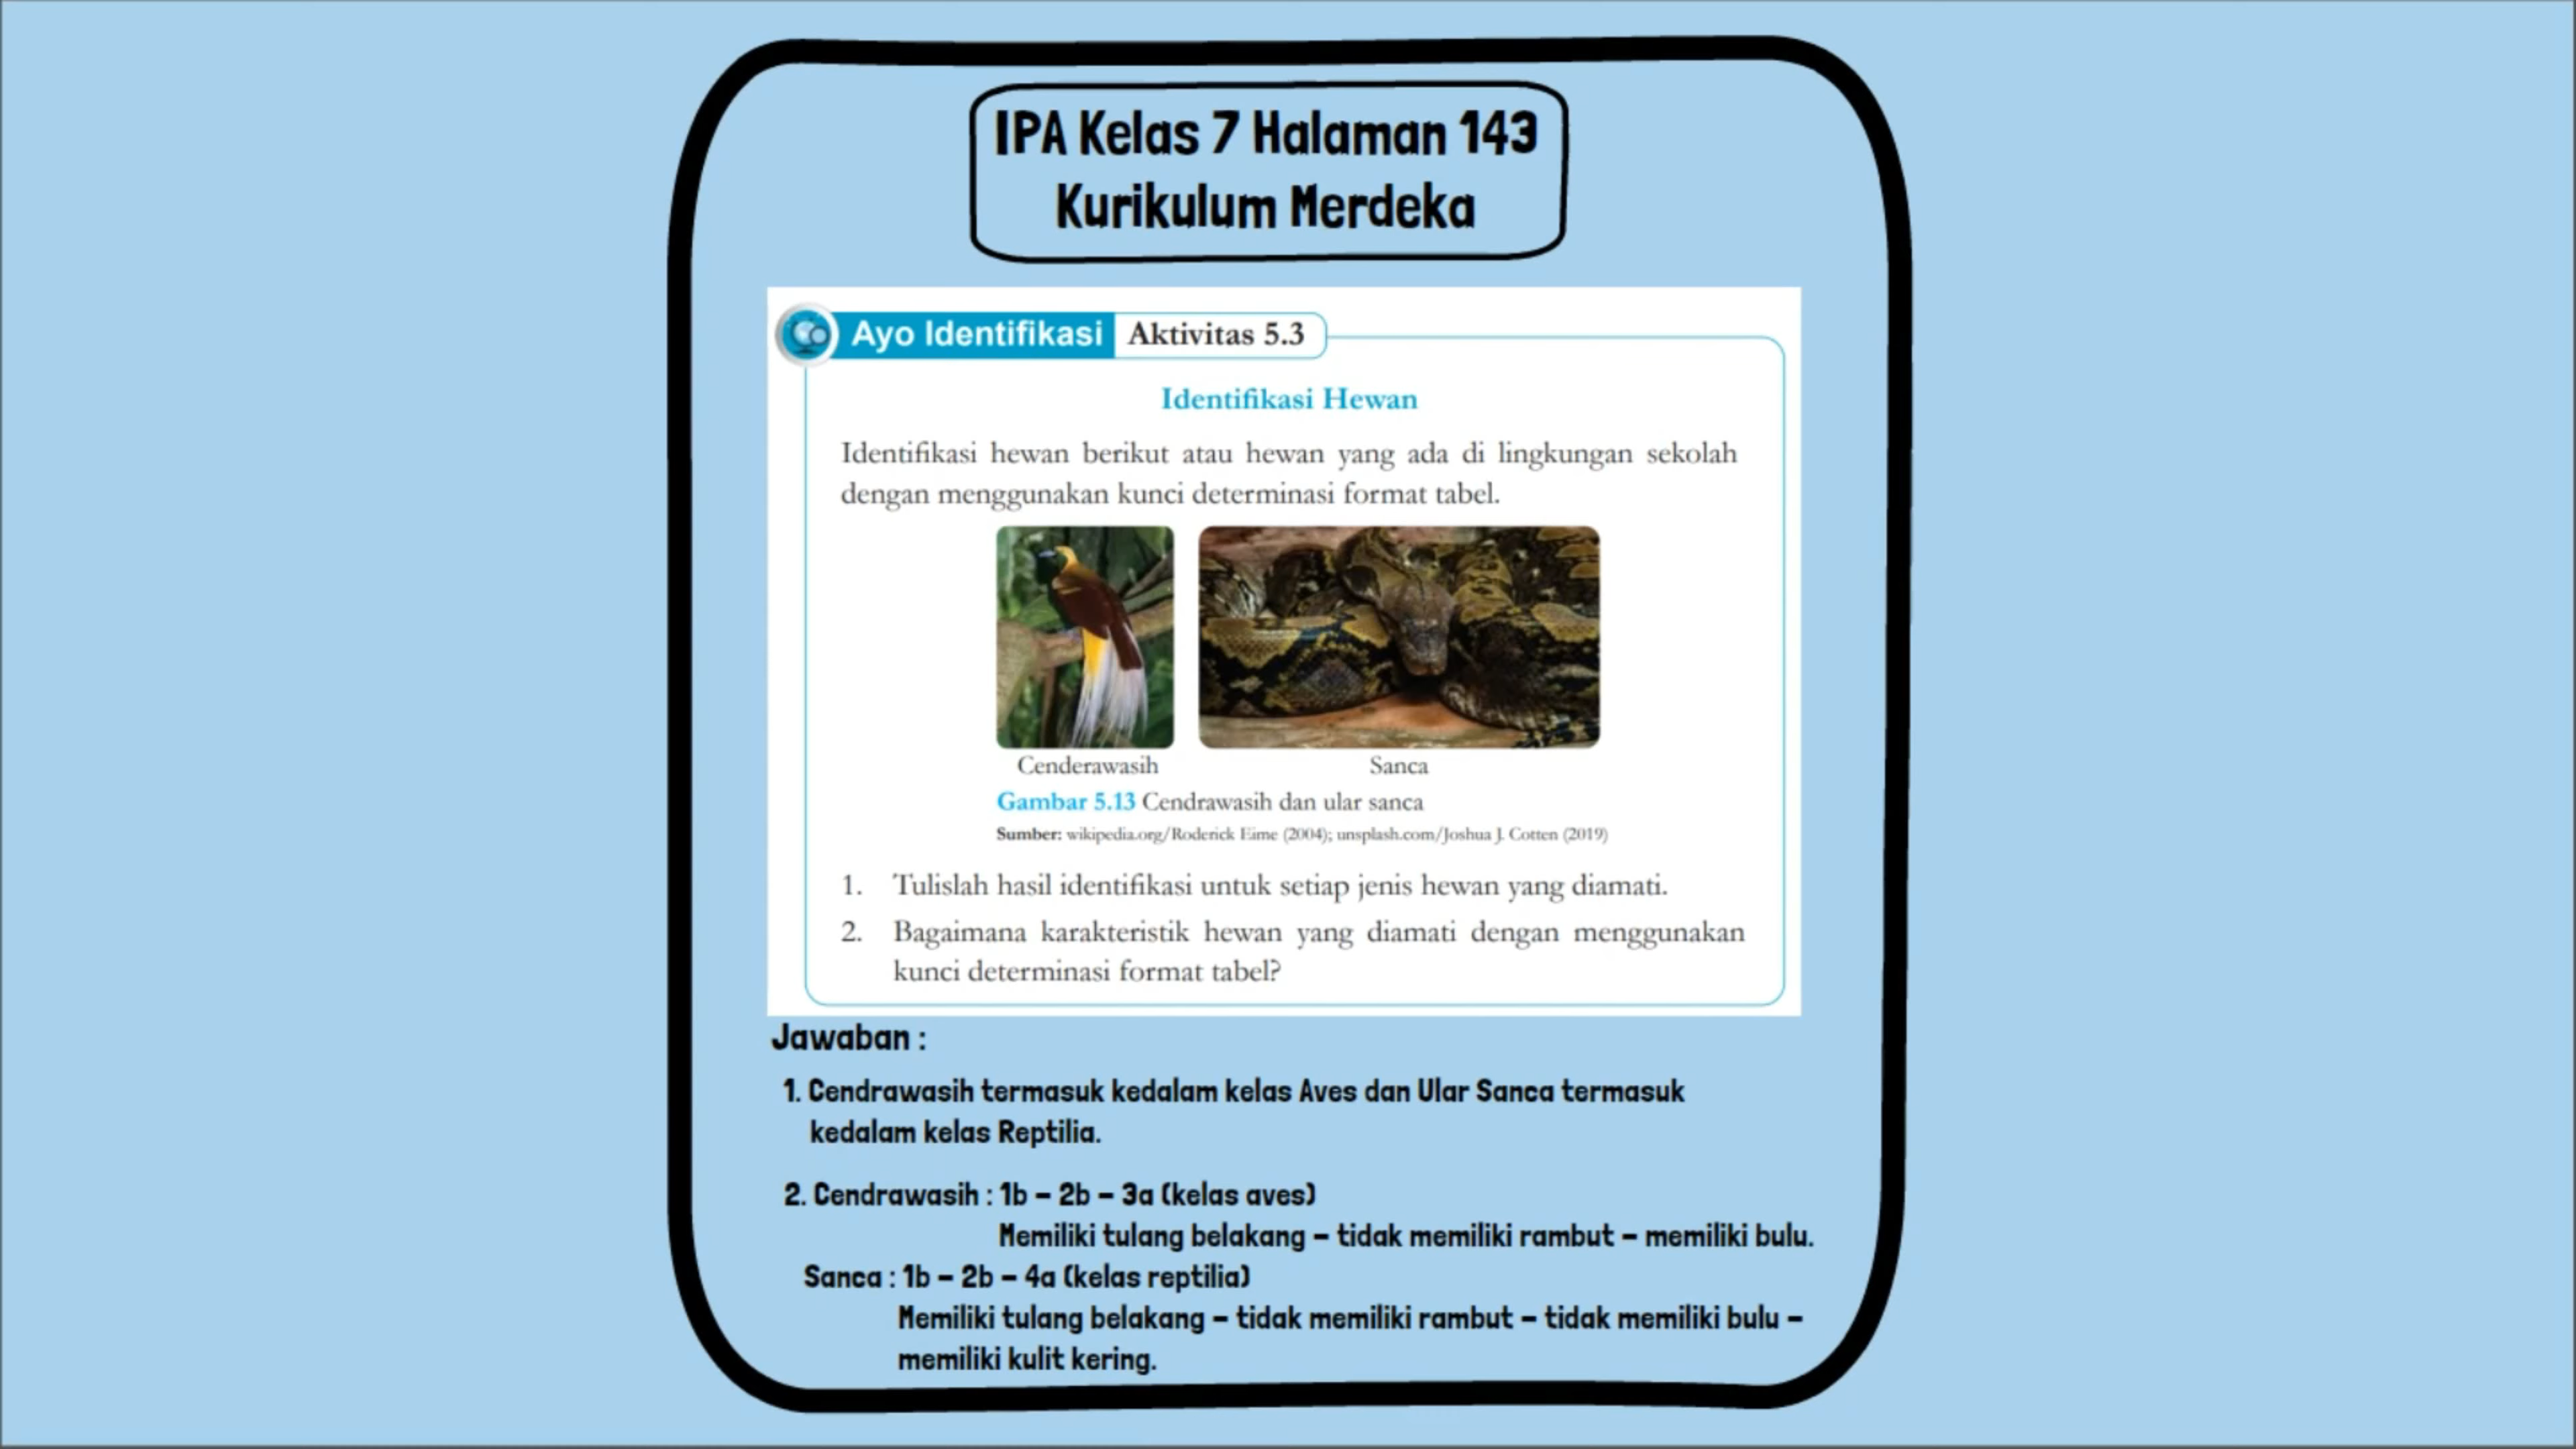 IPA Kelas 7 Halaman 143
Kurikulum Merdeka
Ayo Identifikasi Aktivitas 5.3
Identifikasi Hewan
Identifikasi hewan berikut atau hewan yang ada di lingkungan sekolah
dengan menggunakan kunci determinasi format tabel.
Cenderawasih Sanca
Gambar 5.13 Cendrawasih dan ular sanca
Sumber: wikipedia.org/Roderick Eime (2004); unsplash.com/Joshua J. Cotten (2019)
1. Tulislah hasil identifikasi untuk setiap jenis hewan yang diamati.
2. Bagaimana karakteristik hewan yang diamati dengan menggunakan
kunci determinasi format tabel?
Jawaban :
1. Cendrawasih termasuk kedalam kelas Aves dan Ular Sanca termasuk
kedalam kelas Reptilia.
2. Cendrawasih : 1b – 2b – 3a (kelas aves)
Memiliki tulang belakang – tidak memiliki rambut – memiliki bulu.
Sanca : 1b – 2b – 4a (kelas reptilia)
Memiliki tulang belakang – tidak memiliki rambut – tidak memiliki bulu –
memiliki kulit kering.